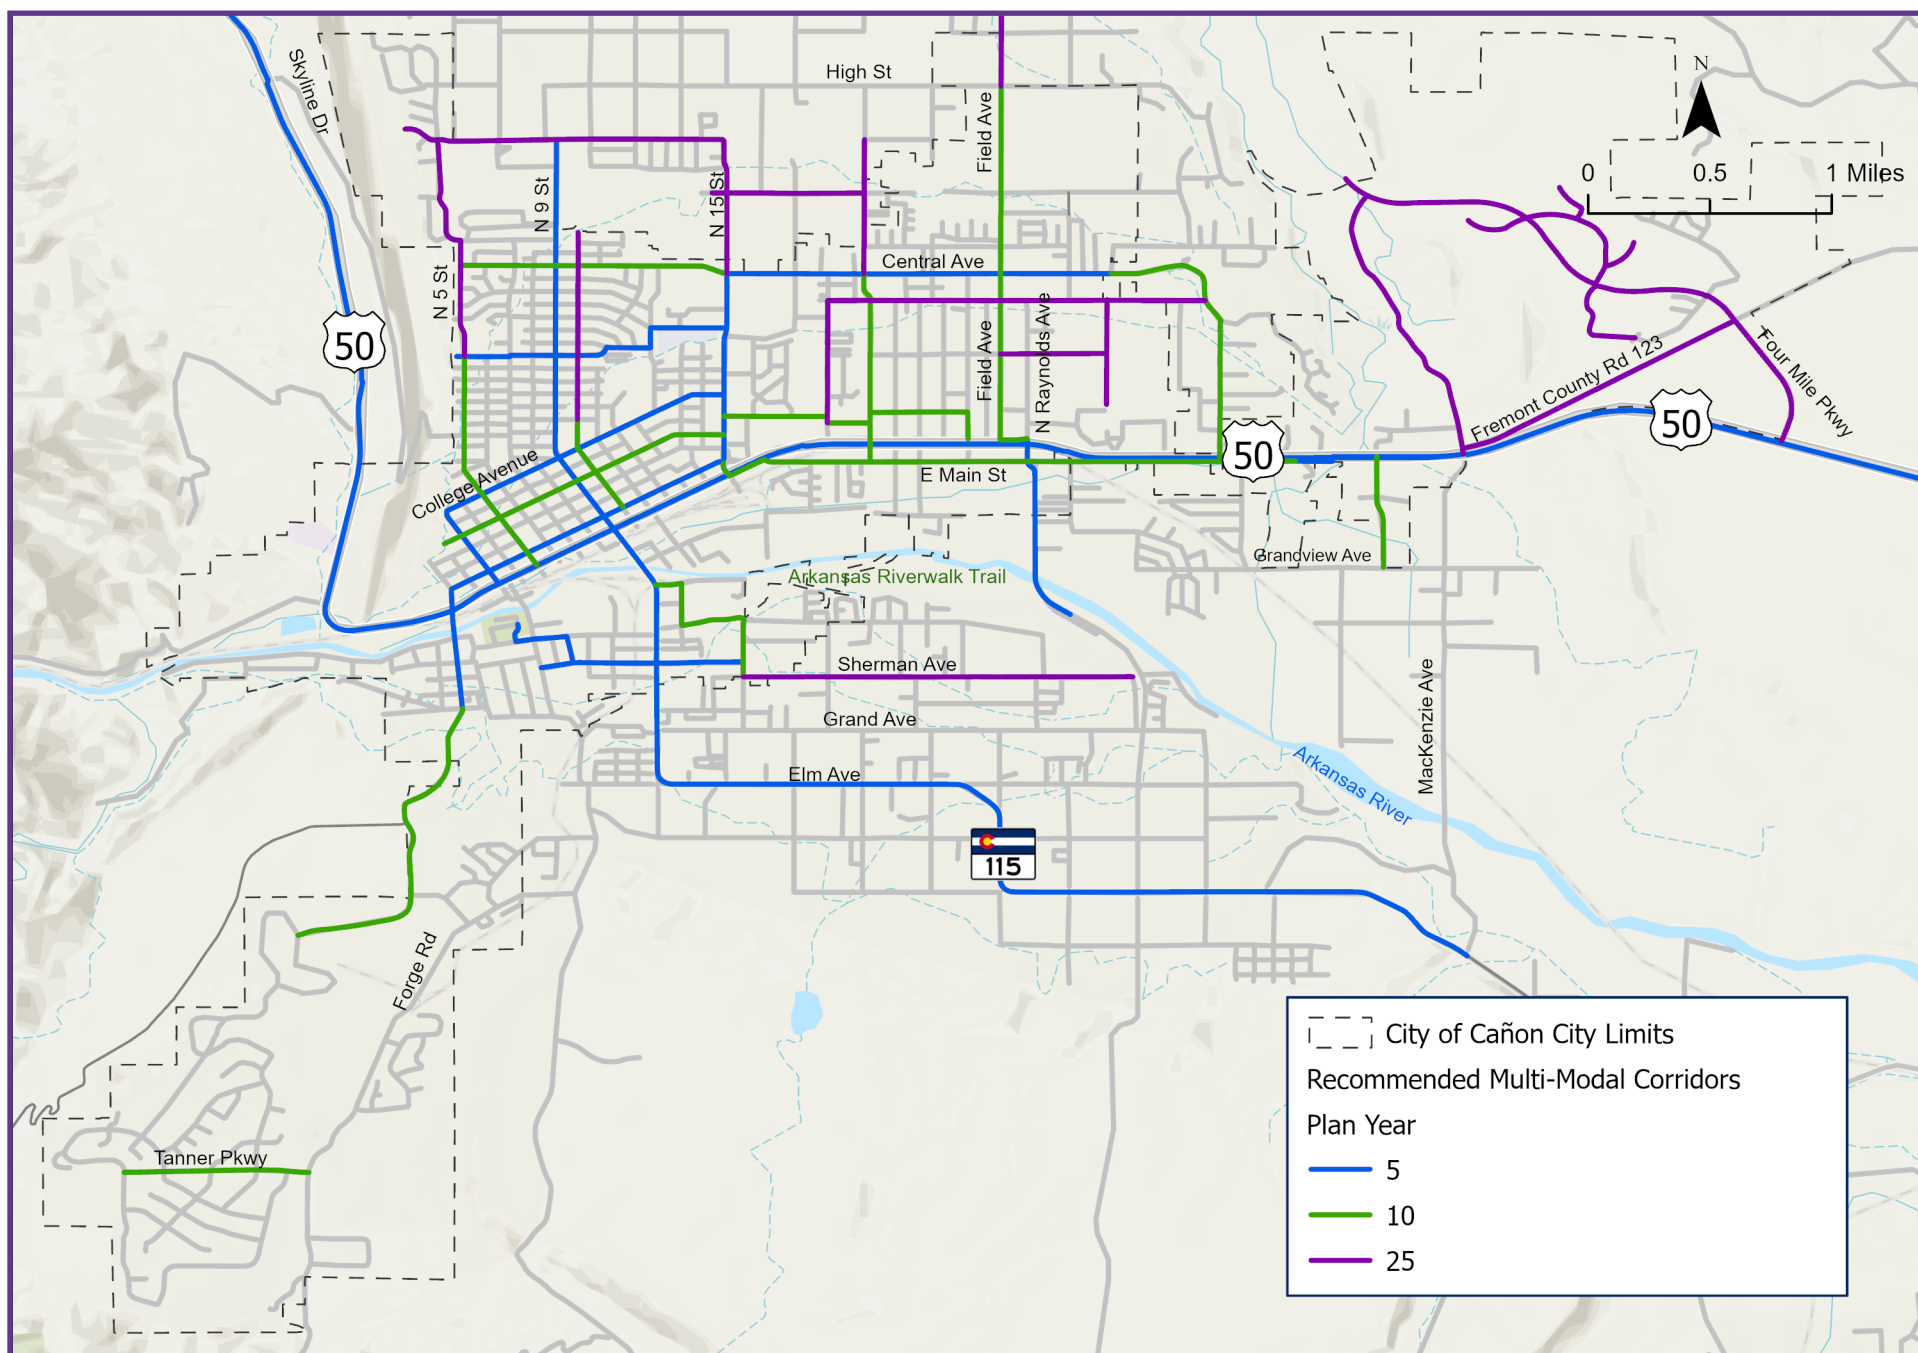 High St
Skyline Dr
Field Ave
N
0 0.5 1 Miles
N 9 St
N 15 St
N 5 St
Central Ave
50
Field Ave
N Raynolds Ave
Fremont County Rd 123
Four Mile Pkwy
50
50
College Avenue
E Main St
Grandview Ave
Arkansas Riverwalk Trail
Sherman Ave
MacKenzie Ave
Grand Ave
Elm Ave
Arkansas River
115
Forge Rd
Tanner Pkwy
City of Cañon City Limits
Recommended Multi-Modal Corridors
Plan Year
5
10
25